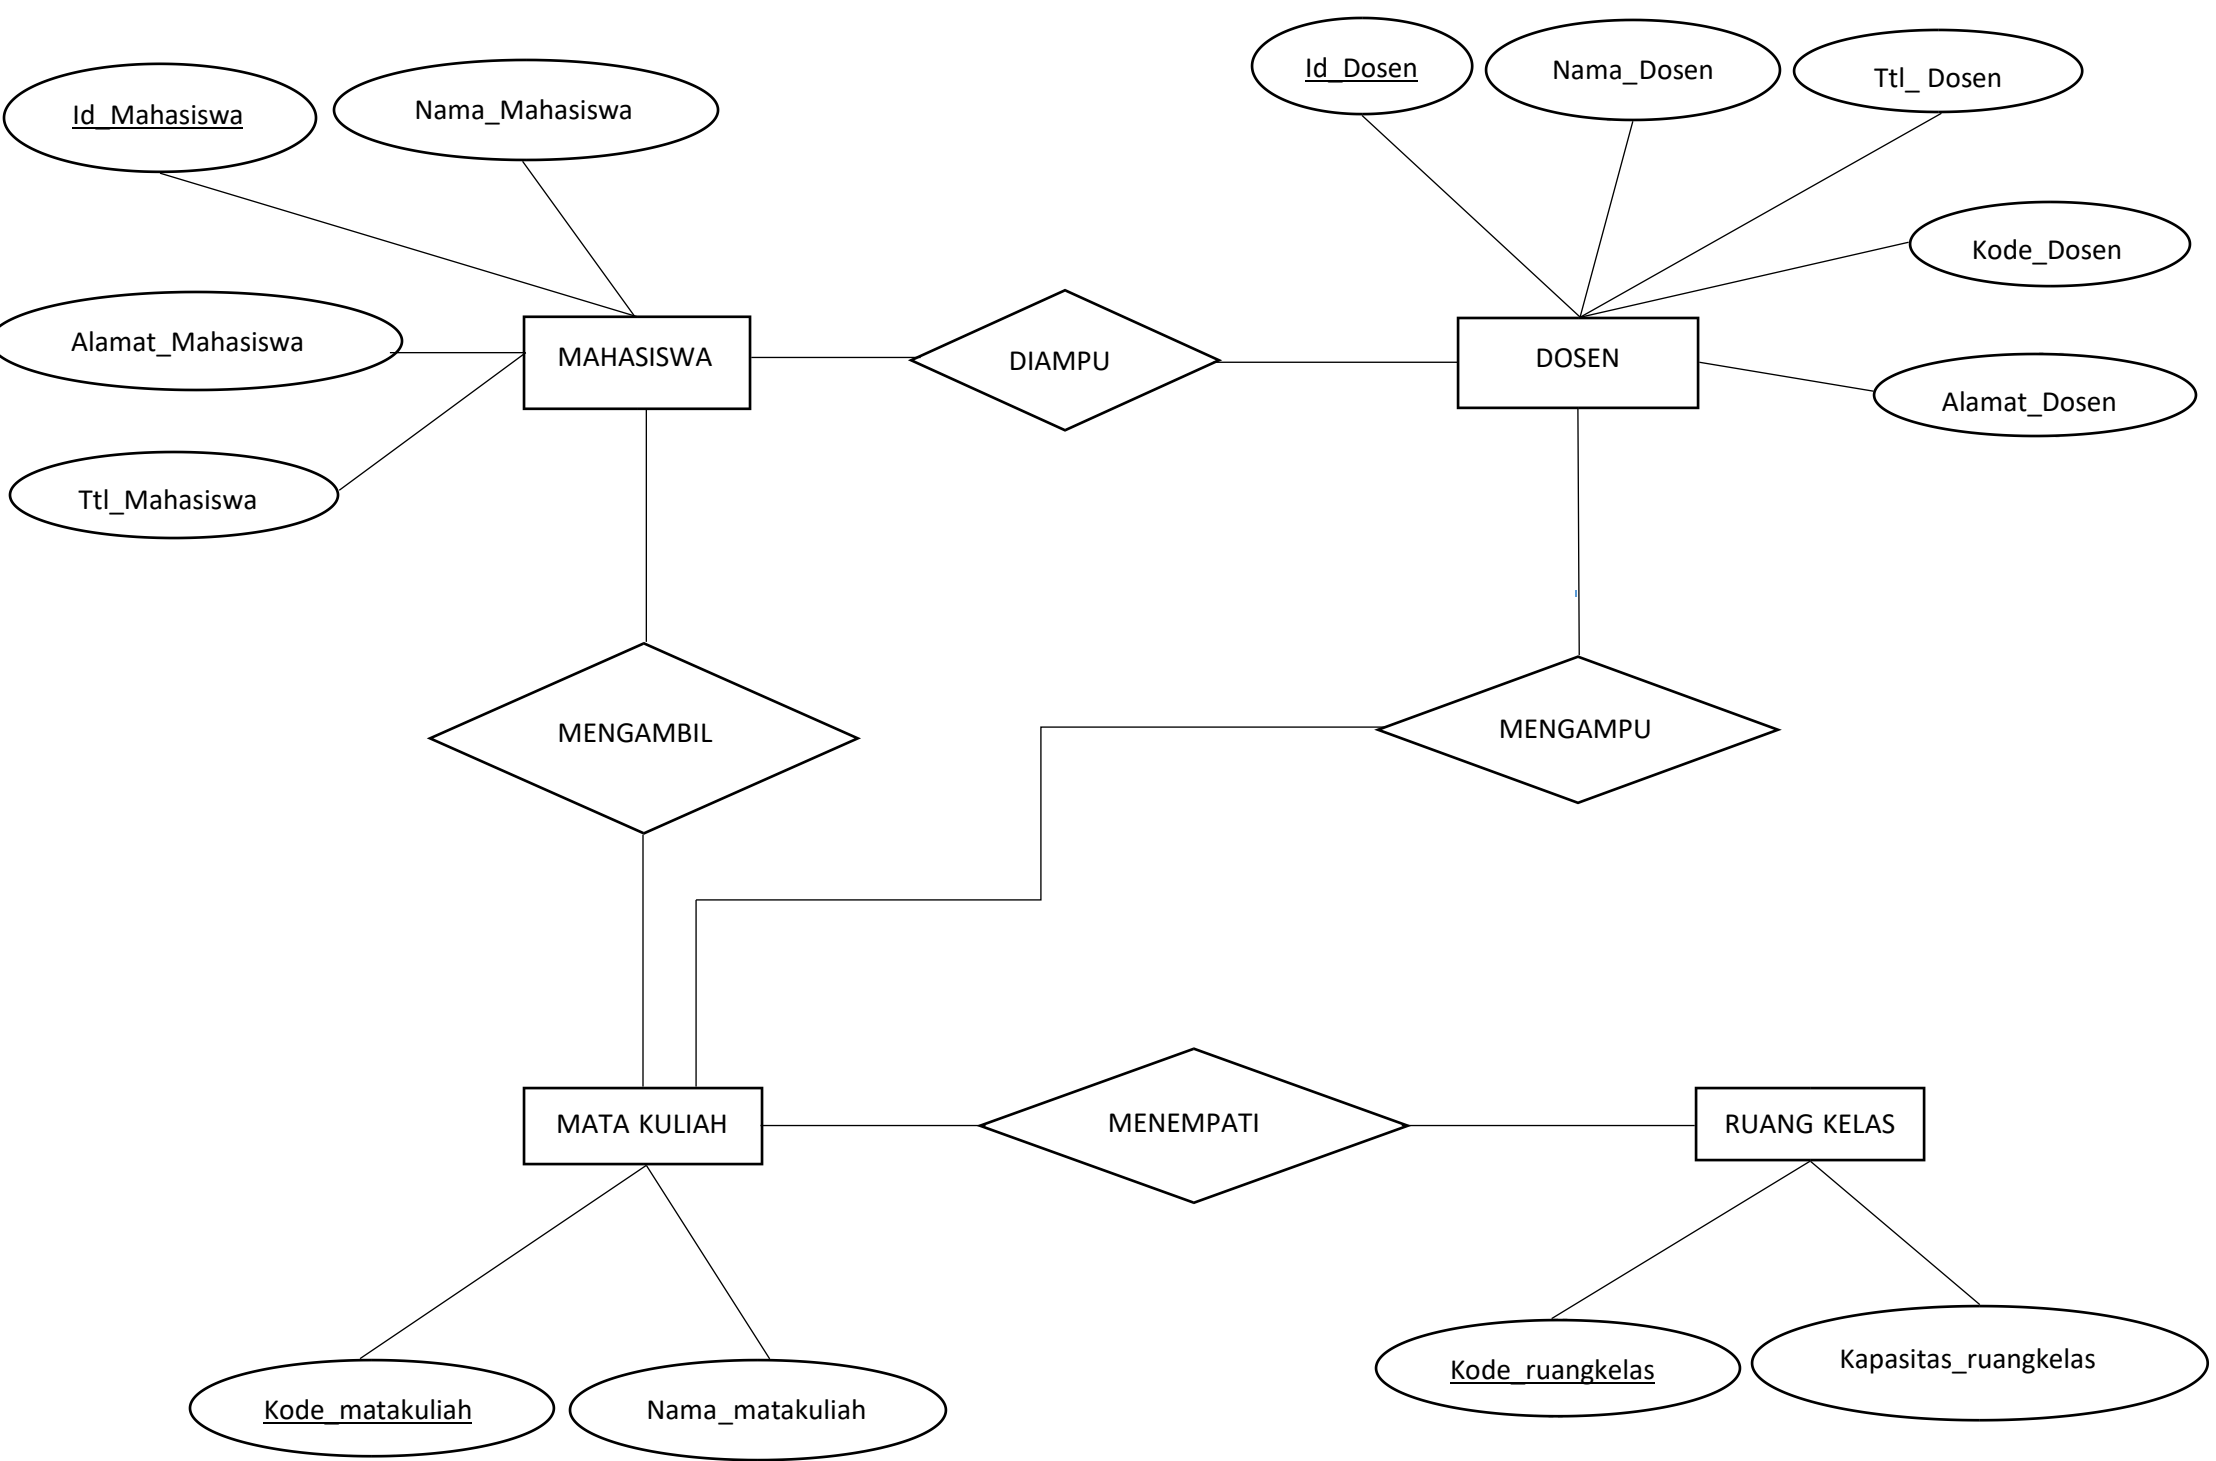 Id_Mahasiswa
Nama_Mahasiswa
Id_Dosen
Nama_Dosen
Ttl_ Dosen
Kode_Dosen
Alamat_Mahasiswa
MAHASISWA
DIAMPU
DOSEN
Alamat_Dosen
Ttl_Mahasiswa
MENGAMBIL
MENGAMPU
MATA KULIAH
MENEMPATI
RUANG KELAS
Kode_matakuliah
Nama_matakuliah
Kode_ruangkelas
Kapasitas_ruangkelas